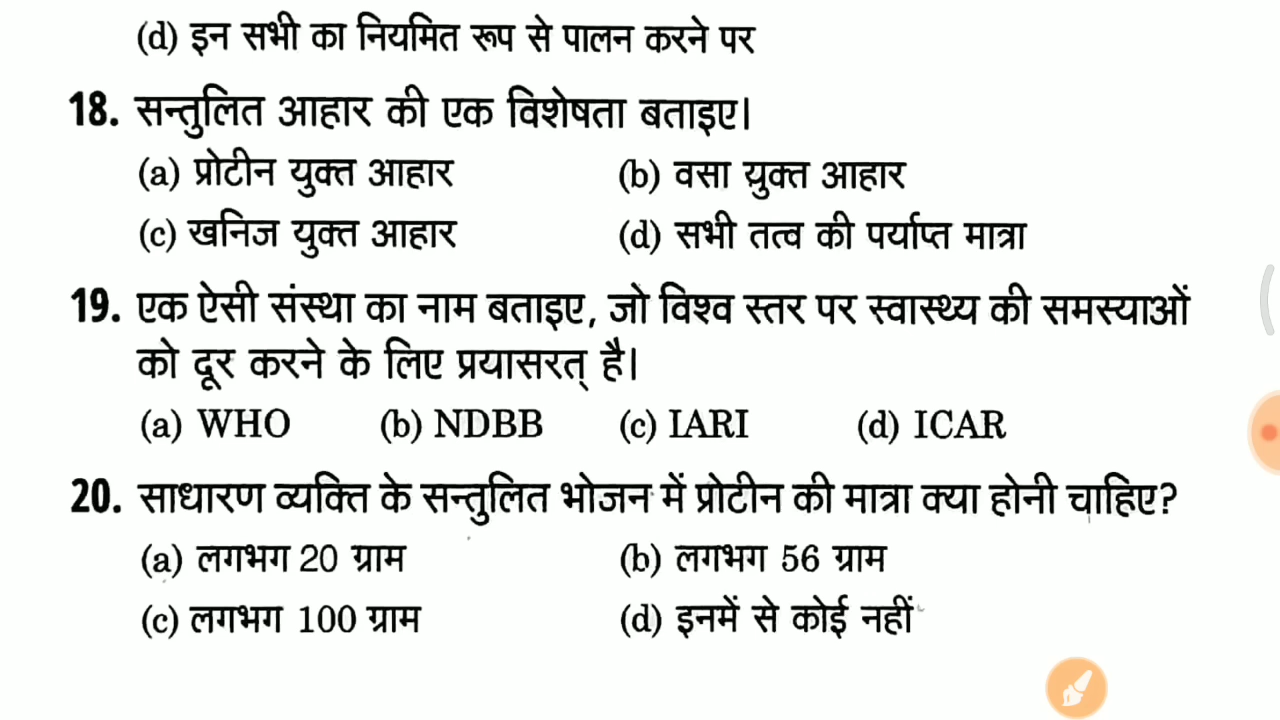 (d) इन सभी का नियमित रूप से पालन करने पर
18. सन्तुलित आहार की एक विशेषता बताइए।
(a) प्रोटीन युक्त आहार (b) वसा युक्त आहार
(c) खनिज युक्त आहार (d) सभी तत्व की पर्याप्त मात्रा
19. एक ऐसी संस्था का नाम बताइए, जो विश्व स्तर पर स्वास्थ्य की समस्याओं
को दूर करने के लिए प्रयासरत् है।
(a) WHO (b) NDBB (c) IARI (d) ICAR
20. साधारण व्यक्ति के सन्तुलित भोजन में प्रोटीन की मात्रा क्या होनी चाहिए?
(a) लगभग 20 ग्राम (b) लगभग 56 ग्राम
(c) लगभग 100 ग्राम (d) इनमें से कोई नहीं